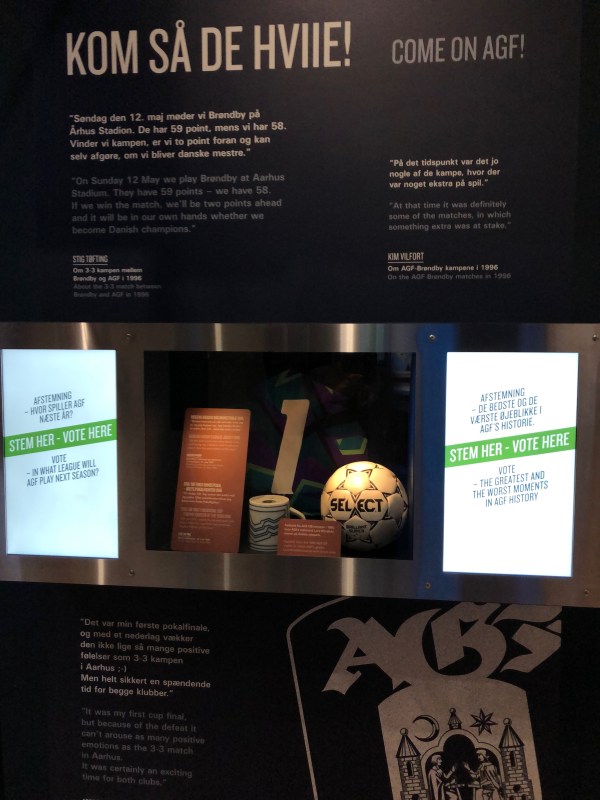 KOM SÅ DE HVIIE!
COME ON AGF!
"Søndag den 12. maj møder vi Brøndby på
Århus Stadion. De har 59 point, mens vi har 58.
Vinder vi kampen, er vi to point foran og kan
selv afgøre, om vi bliver danske mestre."
"On Sunday 12 May we play Brøndby at Aarhus
Stadium. They have 59 points – we have 58.
If we win the match, we'll be two points ahead
and it will be in our own hands whether we
become Danish champions."
STIG TØFTING
Om 3-3 kampen mellem
Brøndby og AGF i 1996
About the 3-3 match between
Brøndby and AGF in 1996
"På det tidspunkt var det jo
nogle af de kampe, hvor der
var noget ekstra på spil."
"At that time it was definitely
some of the matches, in which
something extra was at stake."
KIM VILFORT
Om AGF-Brøndby kampene i 1996
On the AGF-Brøndby matches in 1996
AFSTEMNING
– HVOR SPILLER AGF
NÆSTE ÅR?
STEM HER - VOTE HERE
VOTE
– IN WHAT LEAGUE WILL
AGF PLAY NEXT SEASON?
1
SELECT
AFSTEMNING
– DE BEDSTE OG DE
VÆRSTE ØJEBLIKKE I
AGF'S HISTORIE.
STEM HER - VOTE HERE
VOTE
– THE GREATEST AND
THE WORST MOMENTS
IN AGF HISTORY
"Det var min første pokalfinale,
og med et nederlag vækker
den ikke lige så mange positive
følelser som 3-3 kampen
i Aarhus ;-)
Men helt sikkert en spændende
tid for begge klubber."
"It was my first cup final,
but because of the defeat it
can't arouse as many positive
emotions as the 3-3 match
in Aarhus.
It was certainly an exciting
time for both clubs."
AGF